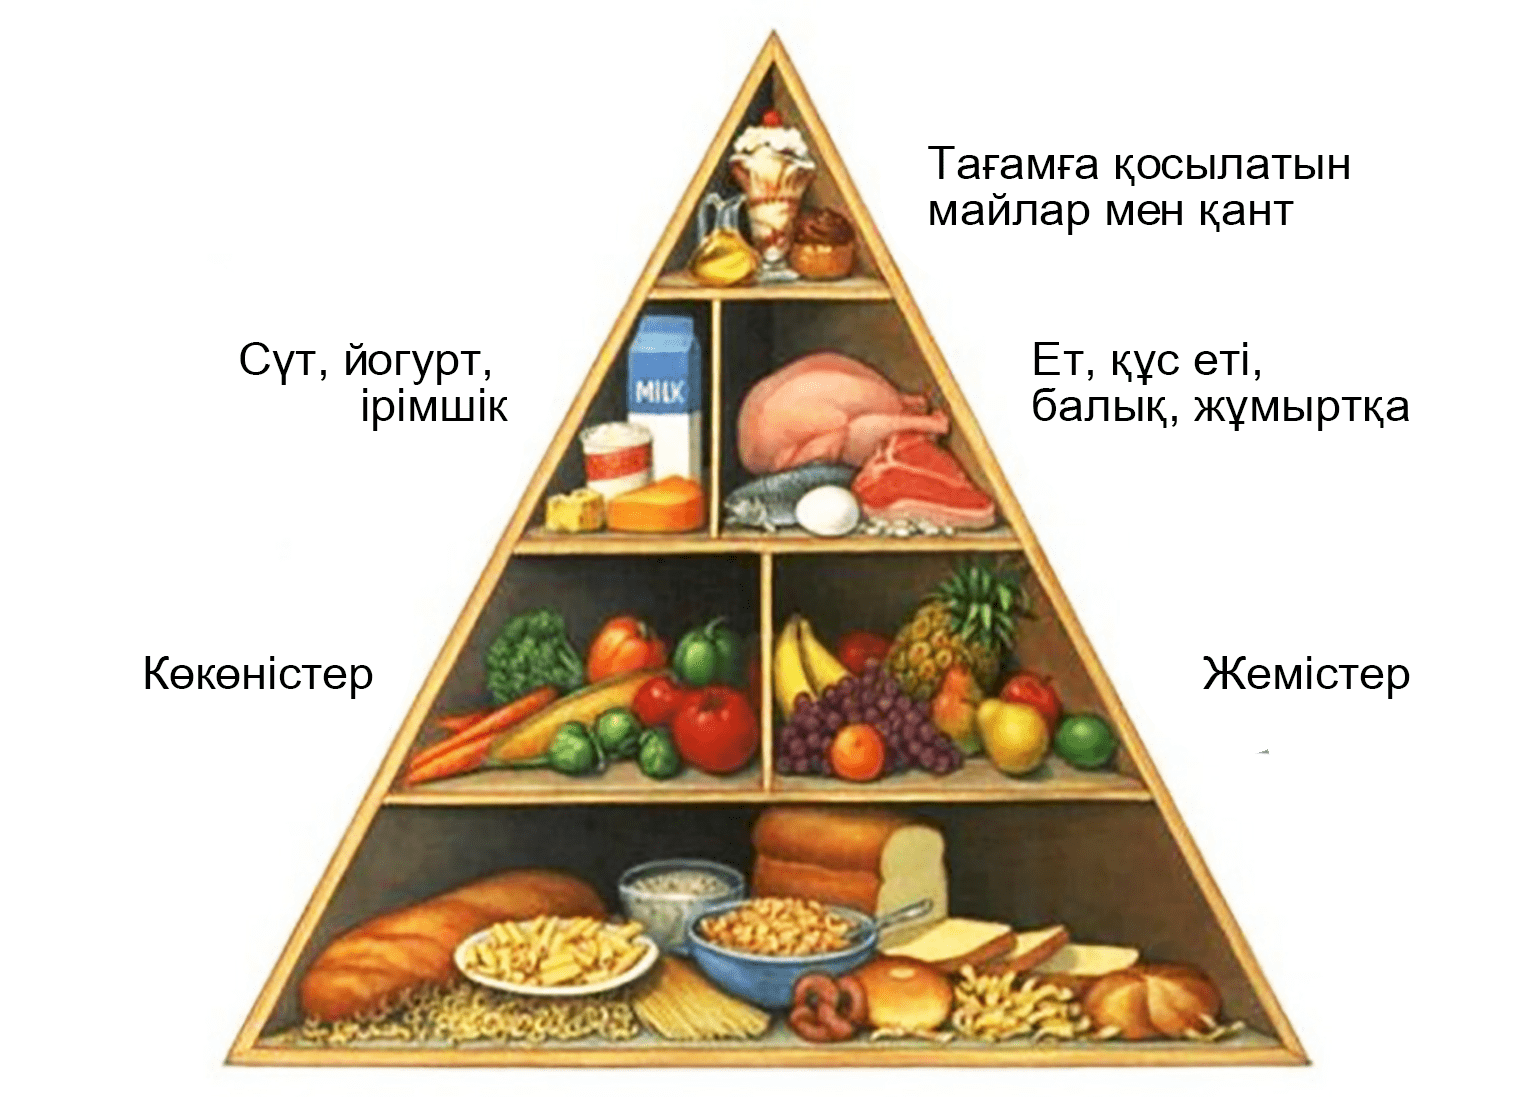 Тағамға қосылатын
майлар мен қант
Сүт, йогурт,
ірімшік
Ет, құс еті,
балық, жұмыртқа
MILK
Көкөністер
Жемістер